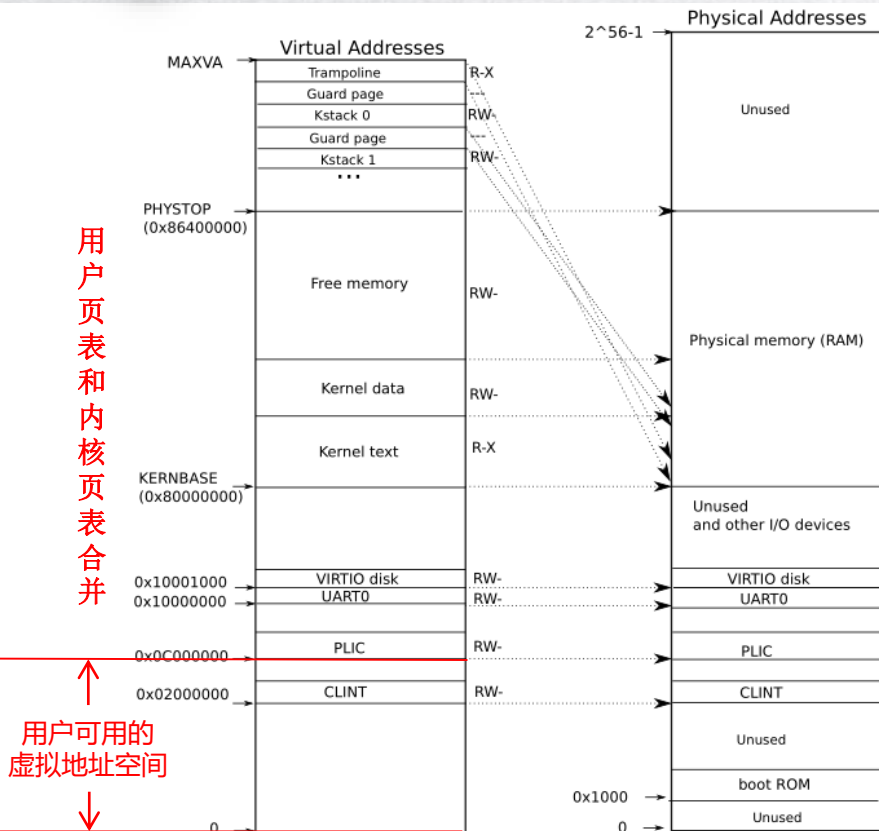 Physical Addresses
2^56-1
Virtual Addresses
MAXVA
Trampoline
R-X
Guard page
---
Kstack 0
RW-
Guard page
---
Kstack 1
RW-
...
Unused
PHYSTOP
(0x86400000)
用户页表和内核页表合并
Free memory
RW-
Physical memory (RAM)
Kernel data
RW-
Kernel text
R-X
KERNBASE
(0x80000000)
Unused
and other I/O devices
0x10001000
VIRTIO disk
RW-
VIRTIO disk
0x10000000
UART0
RW-
UART0
0x0C000000
PLIC
RW-
PLIC
0x02000000
CLINT
RW-
CLINT
用户可用的
虚拟地址空间
Unused
boot ROM
0x1000
Unused
0
0